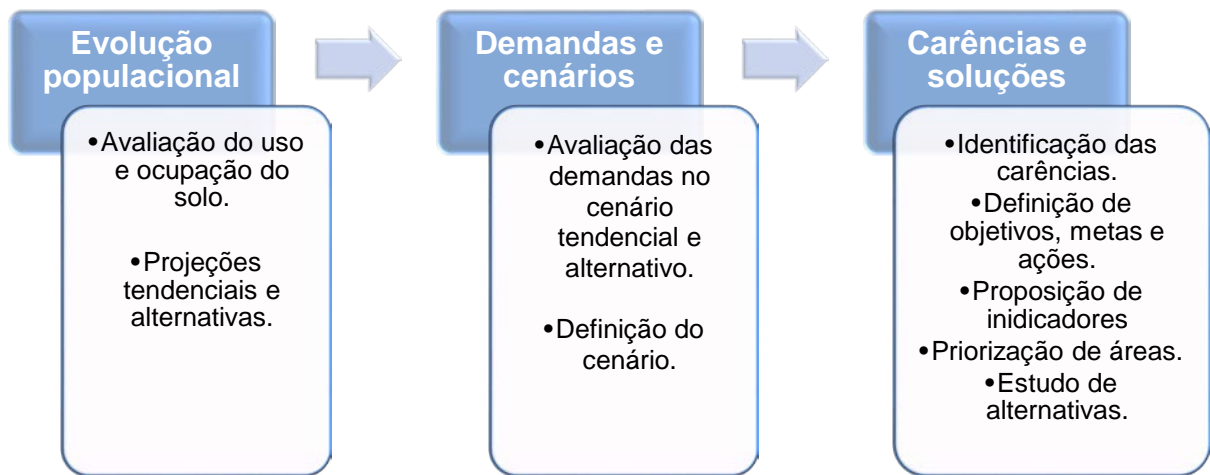 Evolução
populacional
•Avaliação do uso
e ocupação do
solo.
•Projeções
tendenciais e
alternativas.
Demandas e
cenários
•Avaliação das
demandas no
cenário
tendencial e
alternativo.
•Definição do
cenário.
Carências e
soluções
•Identificação das
carências.
•Definição de
objetivos, metas e
ações.
•Proposição de
inidicadores
•Priorização de áreas.
•Estudo de
alternativas.